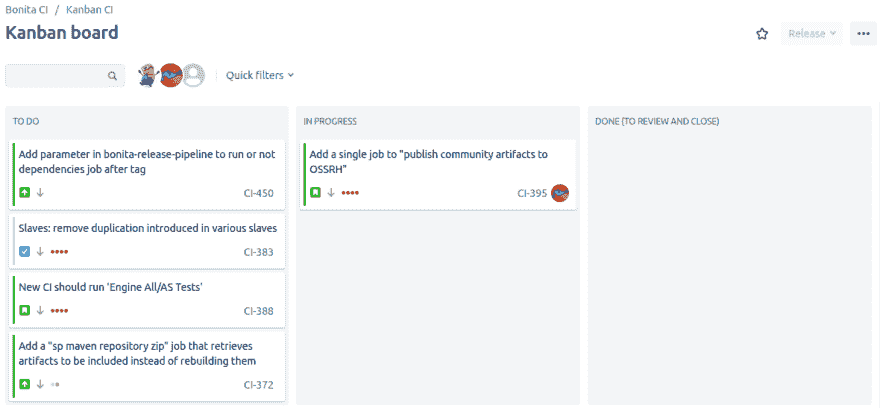 Bonita CI / Kanban CI
Kanban board
Release
Quick filters
TO DO
Add parameter in bonita-release-pipeline to run or not
dependencies job after tag
CI-450
Slaves: remove duplication introduced in various slaves
CI-383
New CI should run 'Engine All/AS Tests'
CI-388
Add a "sp maven repository zip" job that retrieves
artifacts to be included instead of rebuilding them
CI-372
IN PROGRESS
Add a single job to "publish community artifacts to
OSSRH"
CI-395
DONE (TO REVIEW AND CLOSE)